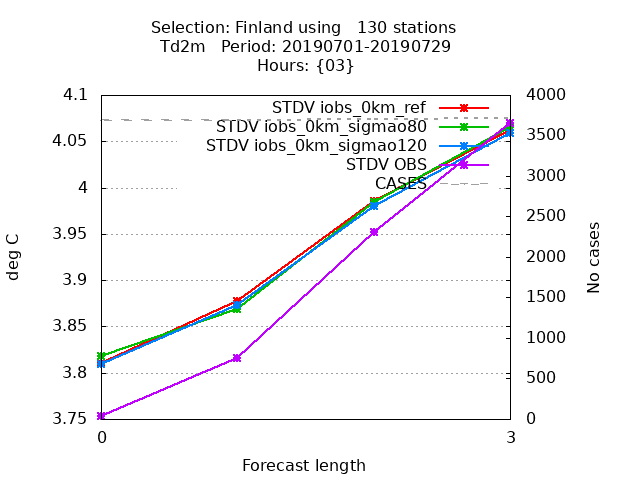 Selection: Finland using   130 stations
Td2m   Period: 20190701-20190729
Hours: {03}
4.1
4.05
4
3.95
3.9
3.85
3.8
3.75
deg C
STDV iobs_0km_ref
STDV iobs_0km_sigmao80
STDV iobs_0km_sigmao120
STDV OBS
CASES
4000
3500
3000
2500
2000
1500
1000
500
0
No cases
0
3
Forecast length